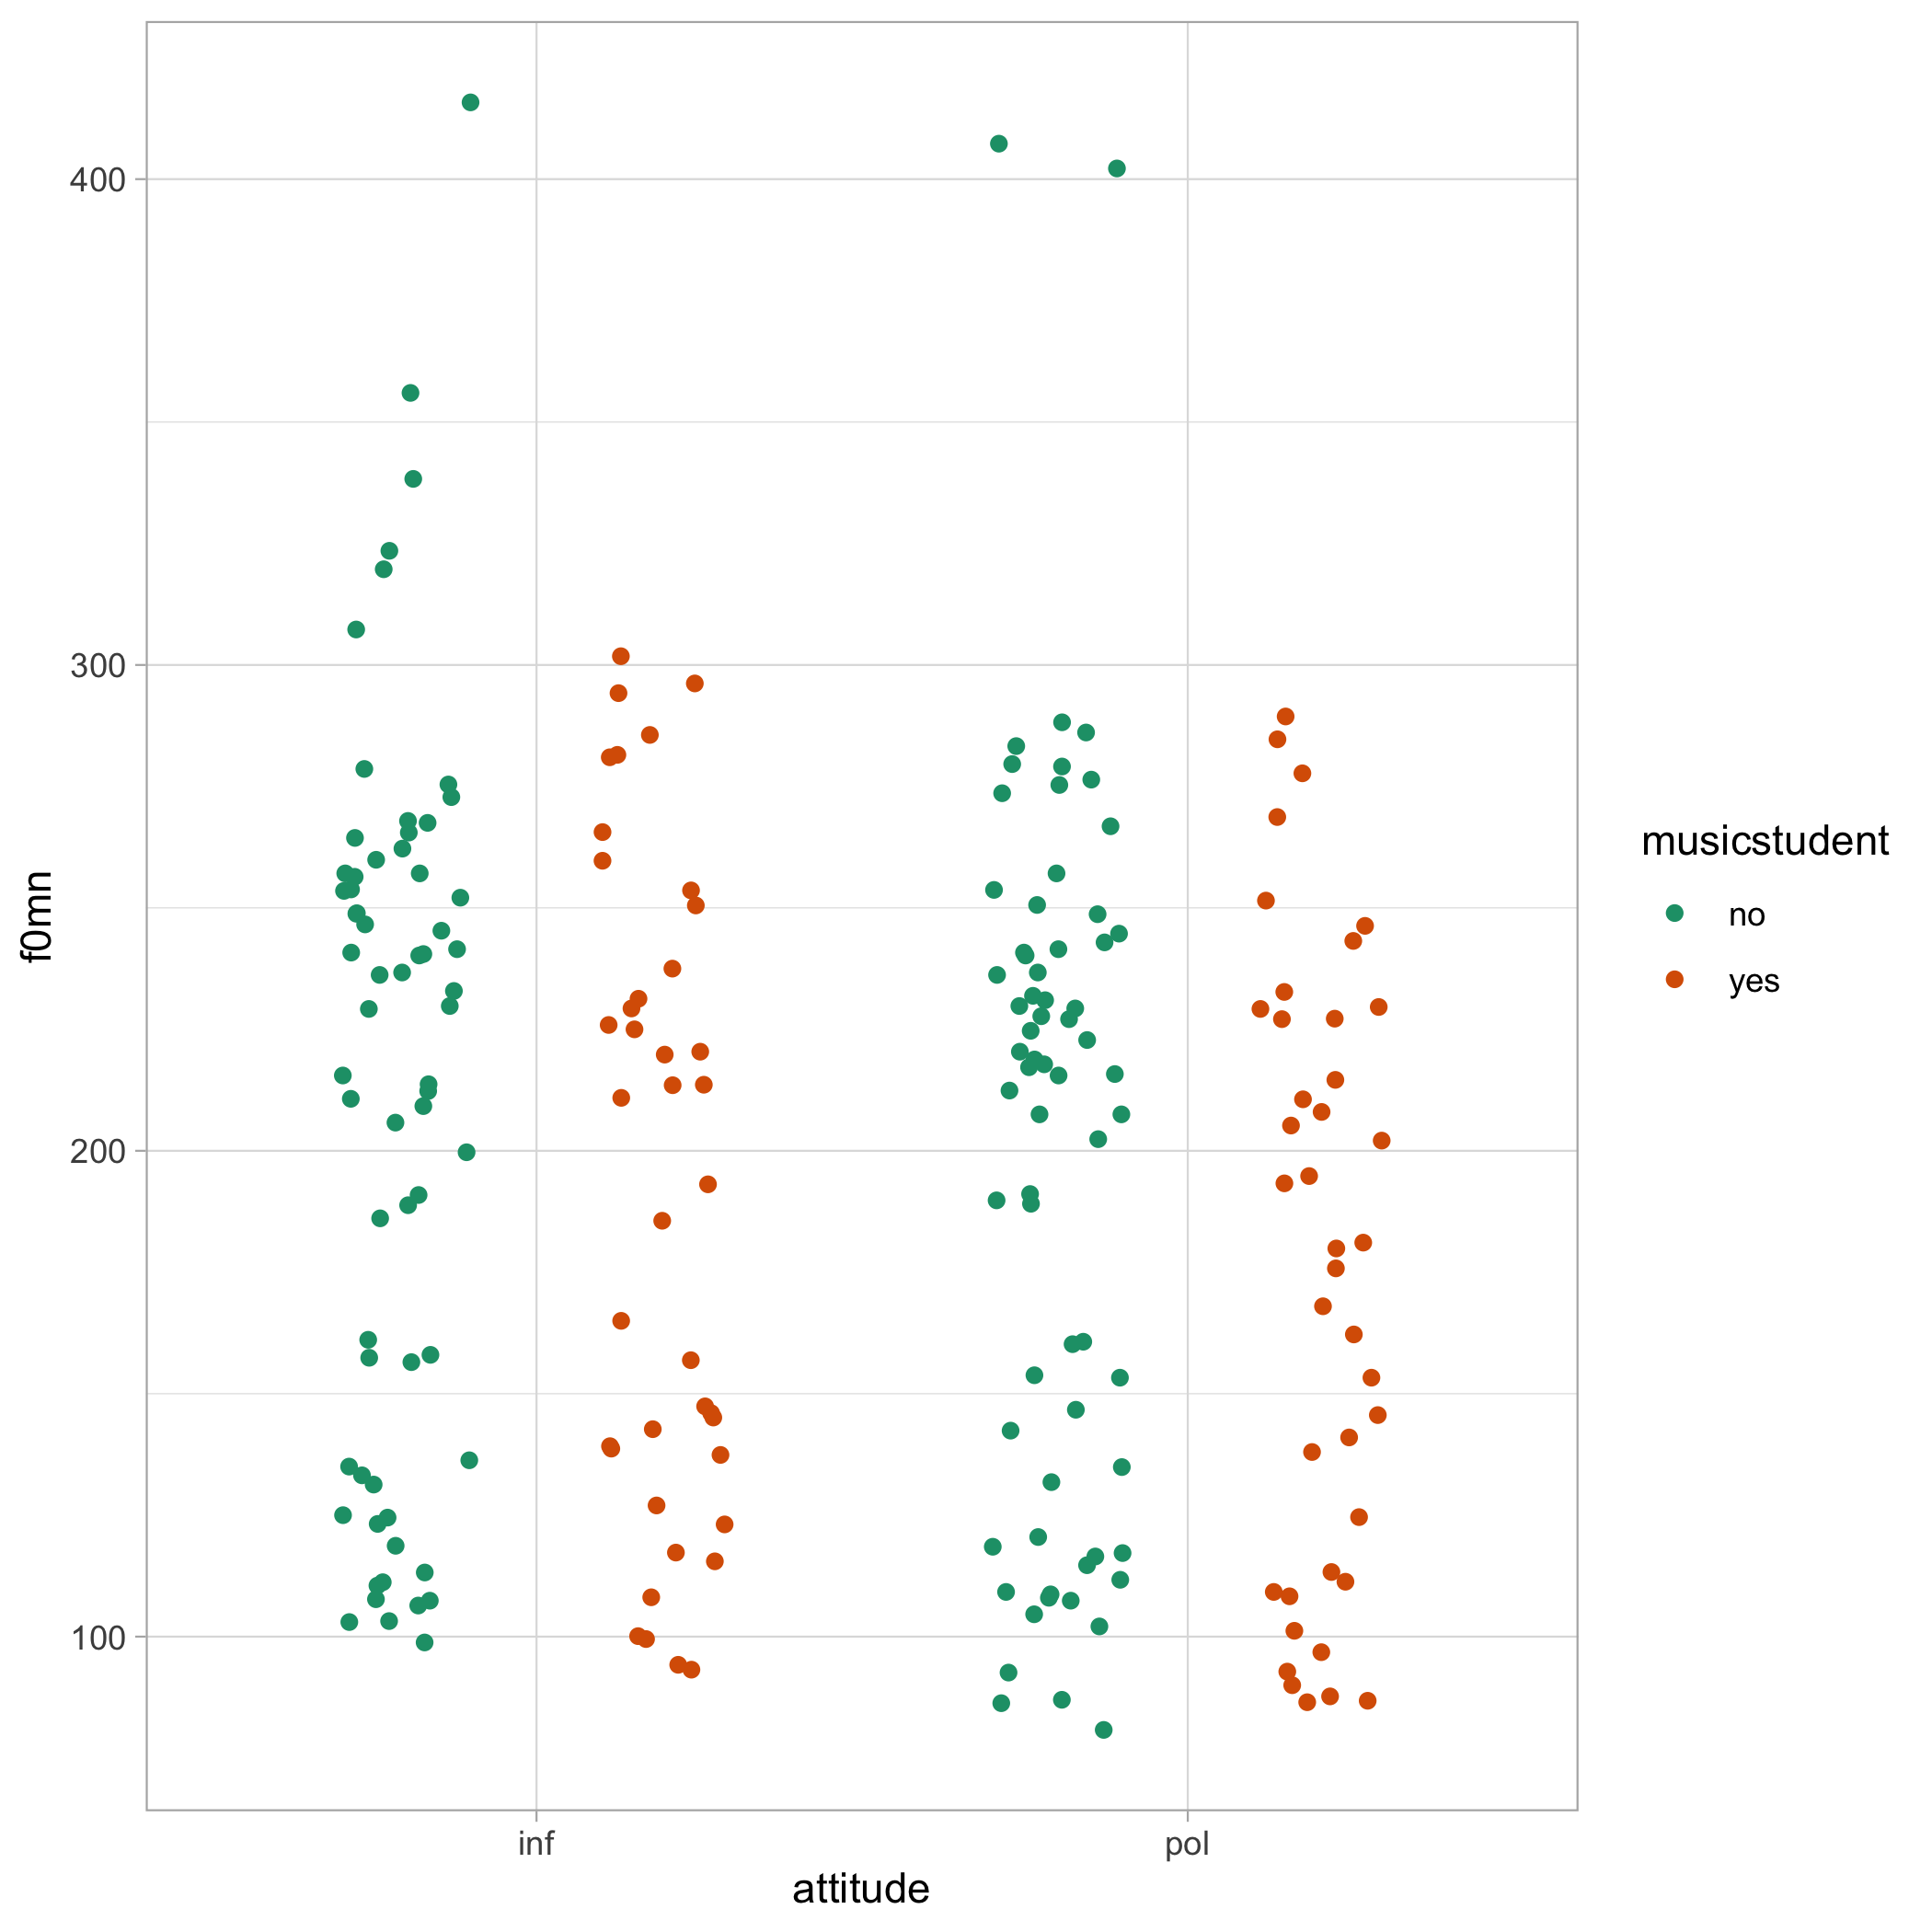 400
300
200
100
f0mn
inf
pol
attitude
musicstudent
no
yes